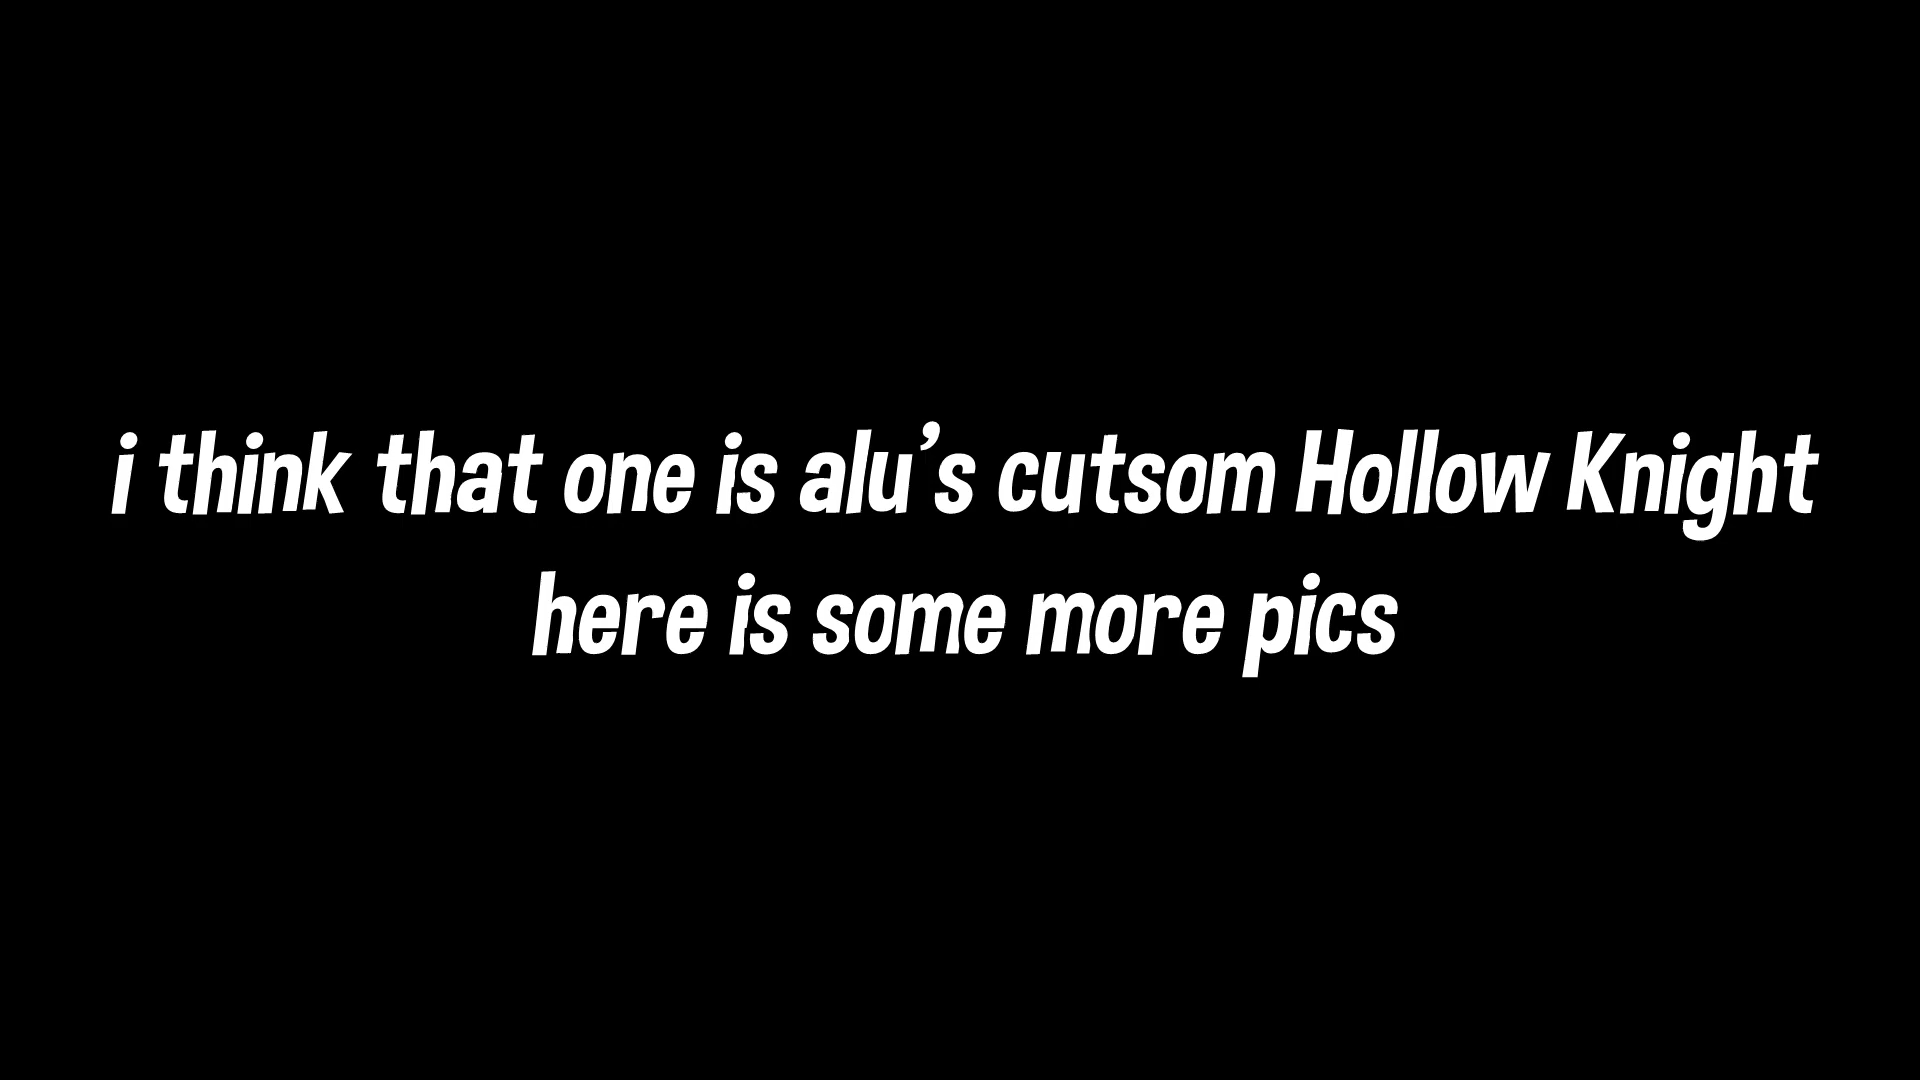 i think that one is alu’s cutsom Hollow Knight
here is some more pics